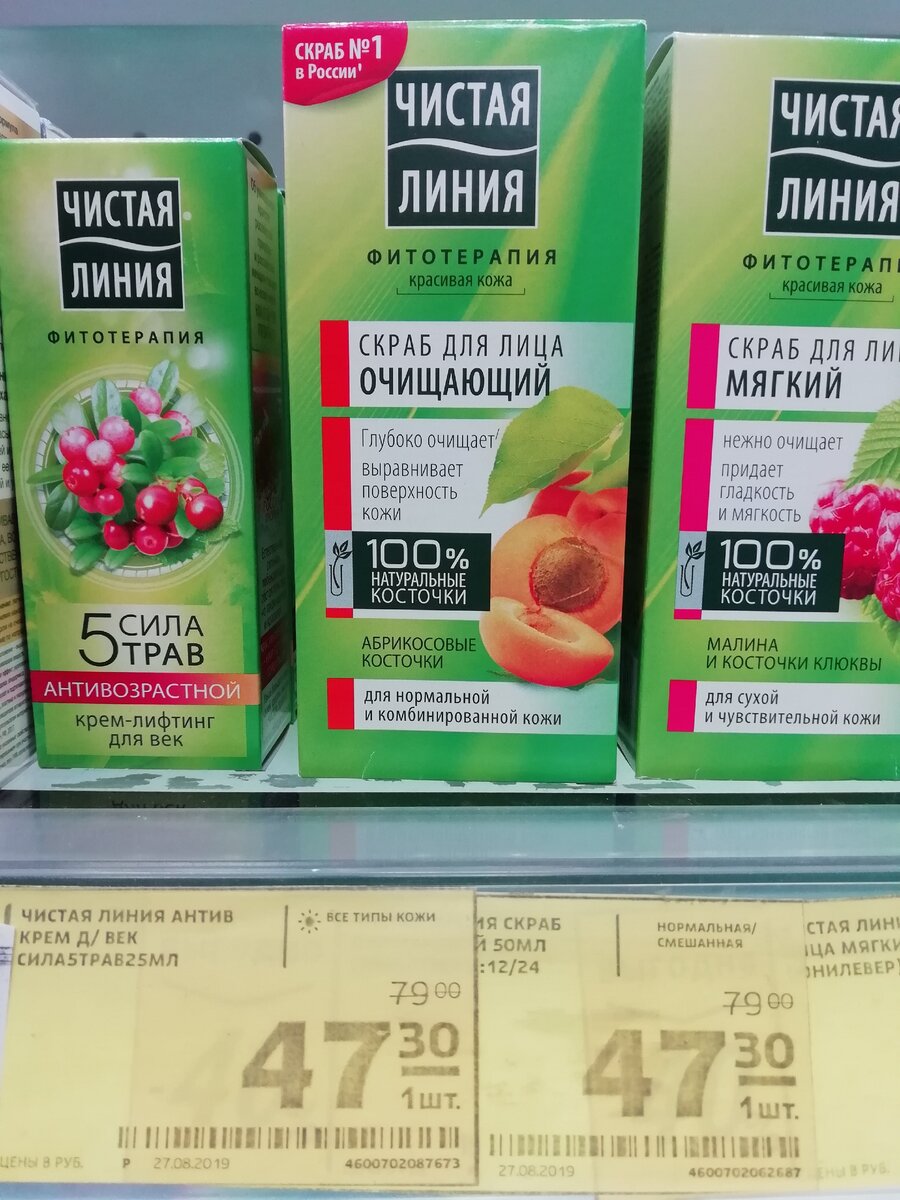 ЧИСТАЯ
ЛИНИЯ
ФИТОТЕРАПИЯ
5 СИЛА
ТРАВ
АНТИВОЗРАСТНОЙ
крем-лифтинг
для век
СКРАБ №1
в России¹
ЧИСТАЯ
ЛИНИЯ
ФИТОТЕРАПИЯ
красивая кожа
СКРАБ ДЛЯ ЛИЦА
ОЧИЩАЮЩИЙ
Глубоко очищает
выравнивает
поверхность
кожи
100%
НАТУРАЛЬНЫЕ
КОСТОЧКИ
АБРИКОСОВЫЕ
КОСТОЧКИ
для нормальной
и комбинированной кожи
ЧИСТАЯ
ЛИНИЯ
ФИТОТЕРАПИ
красивая кожа
СКРАБ ДЛЯ ЛИ
МЯГКИЙ
нежно очищает
придает
гладкость
и мягкость
100%
НАТУРАЛЬНЫЕ
КОСТОЧКИ
МАЛИНА
И КОСТОЧКИ КЛЮКВЫ
для сухой
и чувствительной кожи
ЧИСТАЯ ЛИНИЯ АНТИВ
КРЕМ Д/ ВЕК
СИЛА5ТРАВ25МЛ
ВСЕ ТИПЫ КОЖИ
79 00
47 30
1 шт.
ЦЕНЫ В РУБ.
P 27.08.2019 4600702087673
ИЯ СКРАБ
Й 50МЛ
:12/24
НОРМАЛЬНАЯ/
СМЕШАННАЯ
79 00
47 30
1 шт.
27.08.2019 4600702062687
СТАЯ ЛИН
ЦА МЯГКИ
ОНИЛЕВЕР)
ЦЕНЫ В РУБ.